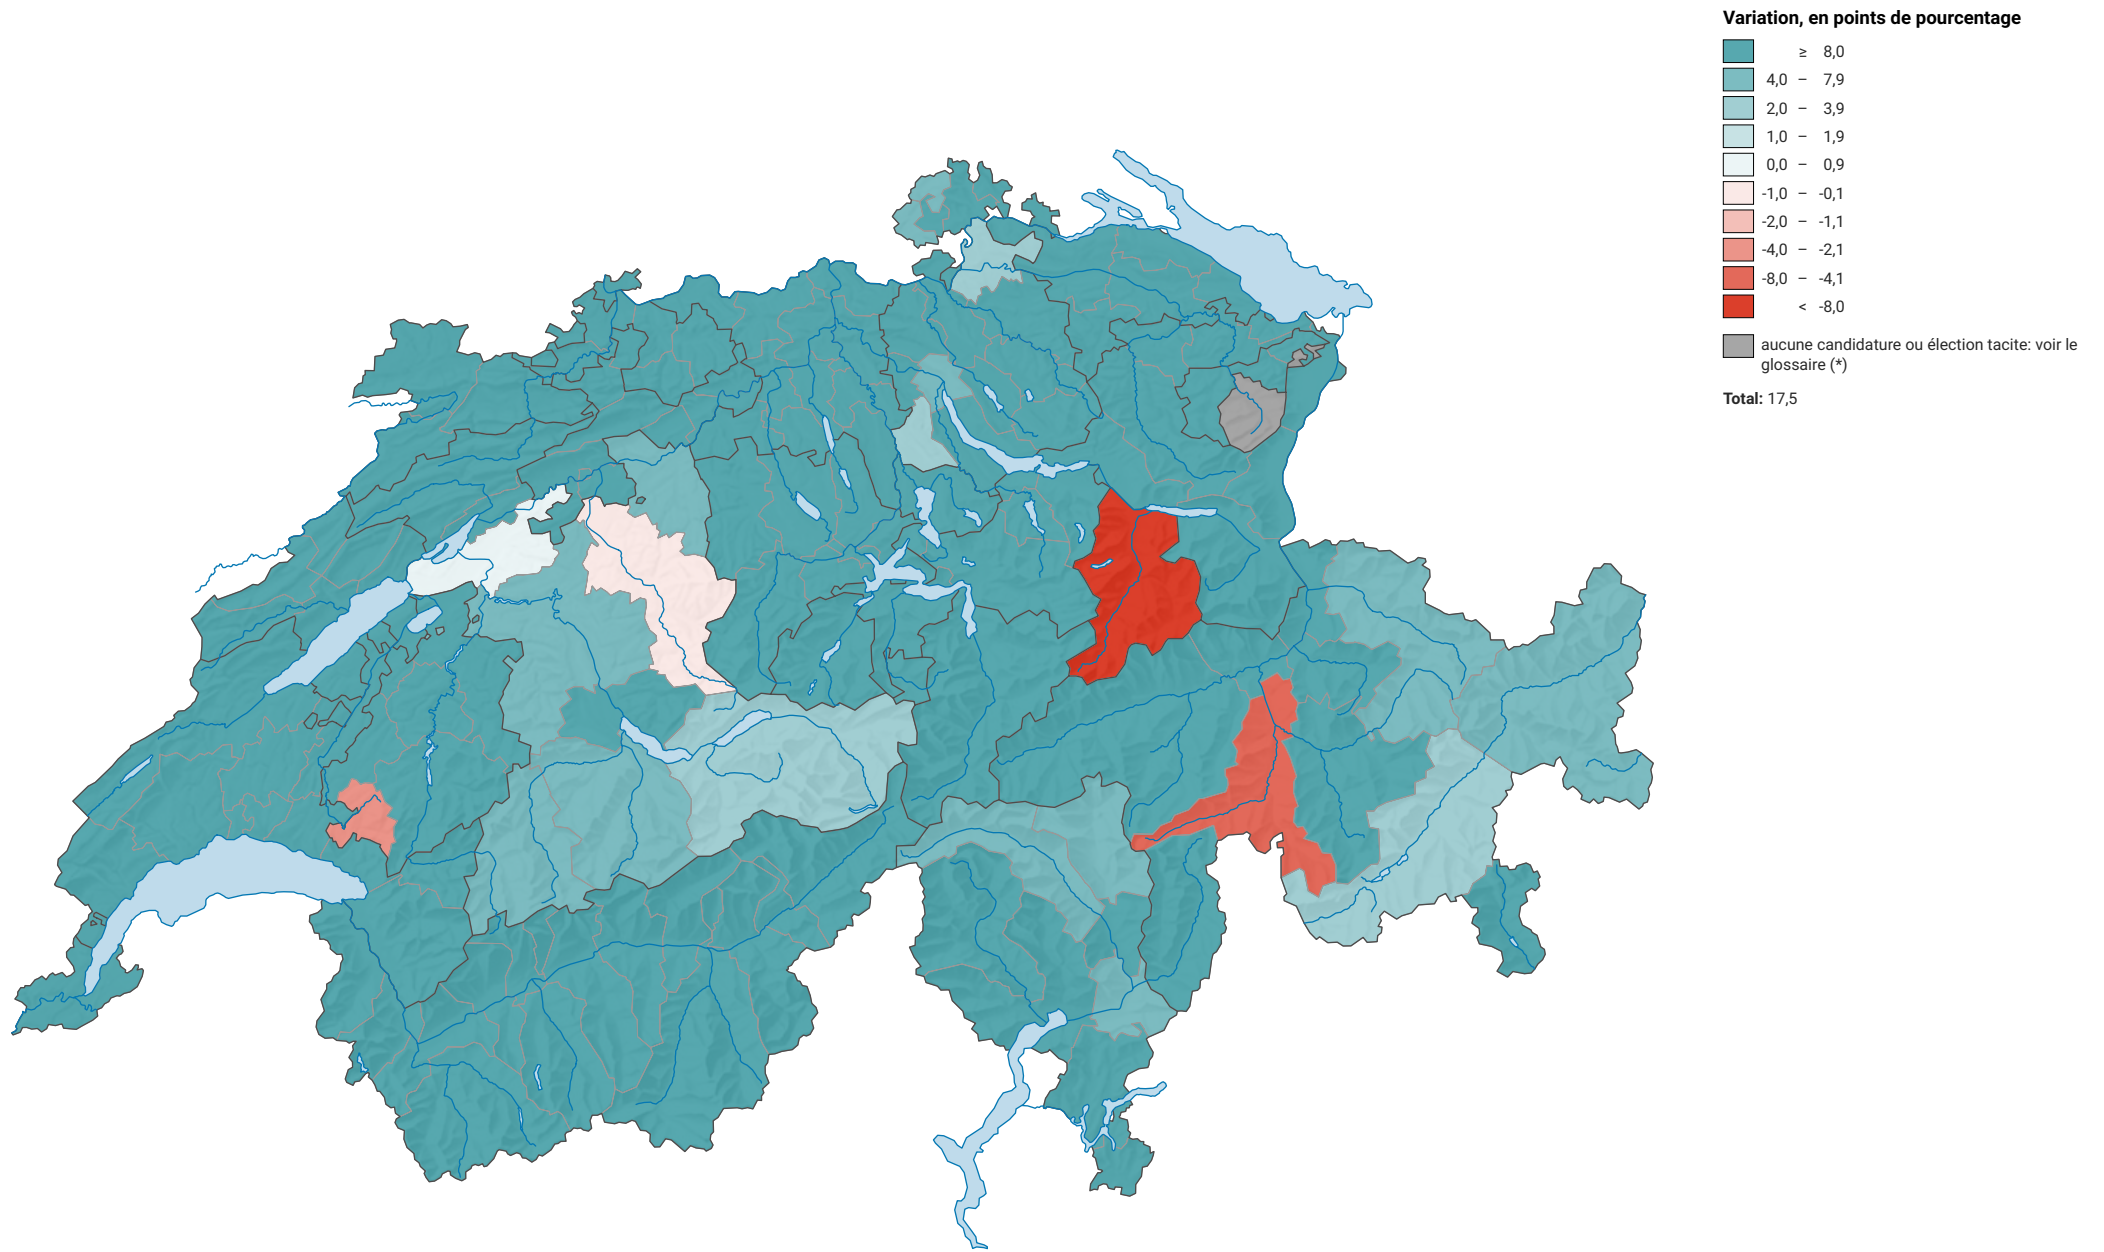 Variation, en points de pourcentage
≥ 8,0
4,0 – 7,9
2,0 – 3,9
1,0 – 1,9
0,0 – 0,9
-1,0 – -0,1
-2,0 – -1,1
-4,0 – -2,1
-8,0 – -4,1
< -8,0
aucune candidature ou élection tacite: voir le
glossaire (*)
Total: 17,5